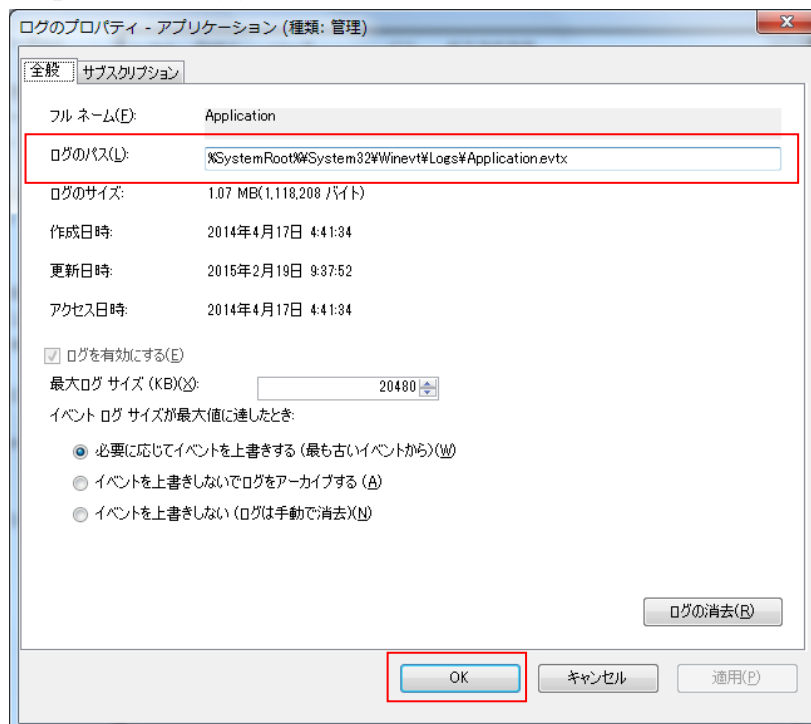 ログのプロパティ - アプリケーション (種類: 管理)
全般 サブスクリプション
フル ネーム(F): Application
ログのパス(L): %SystemRoot%¥System32¥Winevt¥Logs¥Application.evtx
ログのサイズ: 1.07 MB(1,118,208 バイト)
作成日時: 2014年4月17日 4:41:34
更新日時: 2015年2月19日 9:37:52
アクセス日時: 2014年4月17日 4:41:34
ログを有効にする(E)
最大ログ サイズ (KB)(X): 20480
イベント ログ サイズが最大値に達したとき:
必要に応じてイベントを上書きする (最も古いイベントから)(W)
イベントを上書きしないでログをアーカイブする (A)
イベントを上書きしない (ログは手動で消去)(N)
ログの消去(R)
OK キャンセル 適用(P)